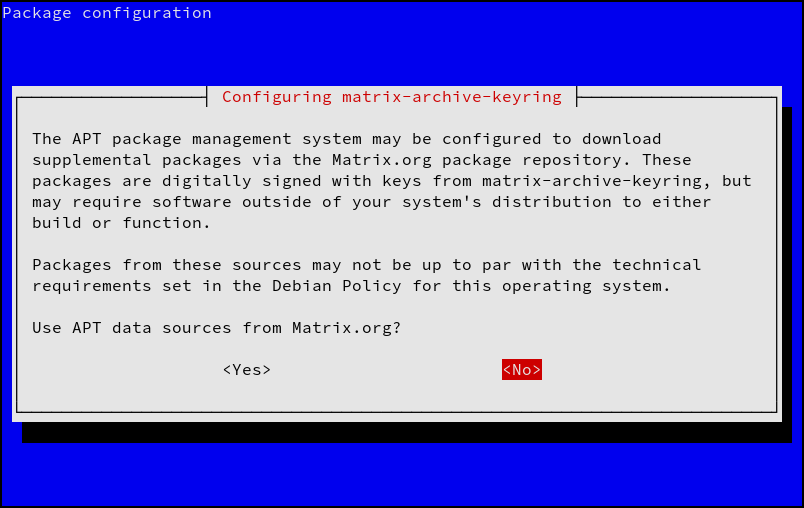 Package configuration
Configuring matrix-archive-keyring
The APT package management system may be configured to download
supplemental packages via the Matrix.org package repository. These
packages are digitally signed with keys from matrix-archive-keyring, but
may require software outside of your system's distribution to either
build or function.
Packages from these sources may not be up to par with the technical
requirements set in the Debian Policy for this operating system.
Use APT data sources from Matrix.org?
<Yes> <No>